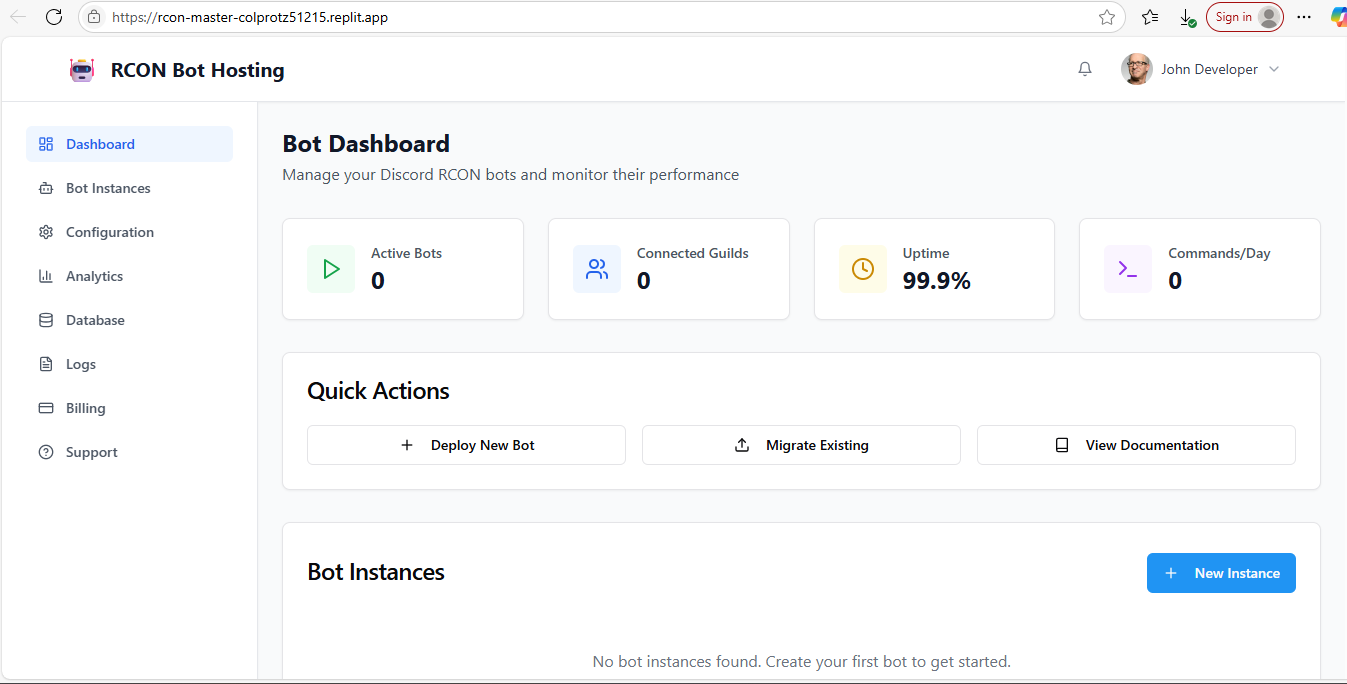 https://rcon-master-colprotz51215.replit.app
Sign in
RCON Bot Hosting
John Developer
Dashboard
Bot Instances
Configuration
Analytics
Database
Logs
Billing
Support
Bot Dashboard
Manage your Discord RCON bots and monitor their performance
Active Bots
0
Connected Guilds
0
Uptime
99.9%
Commands/Day
0
Quick Actions
Deploy New Bot
Migrate Existing
View Documentation
Bot Instances
New Instance
No bot instances found. Create your first bot to get started.